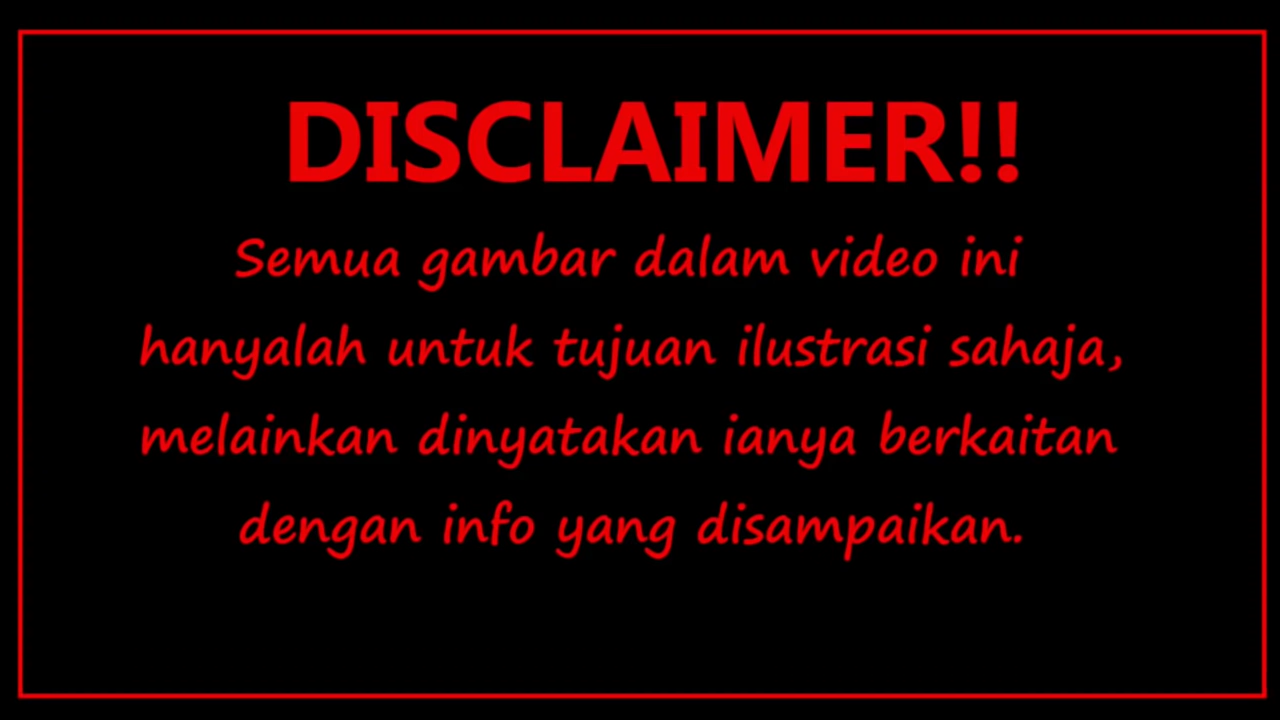 DISCLAIMER!!
Semua gambar dalam video ini
hanyalah untuk tujuan ilustrasi sahaja,
melainkan dinyatakan ianya berkaitan
dengan info yang disampaikan.